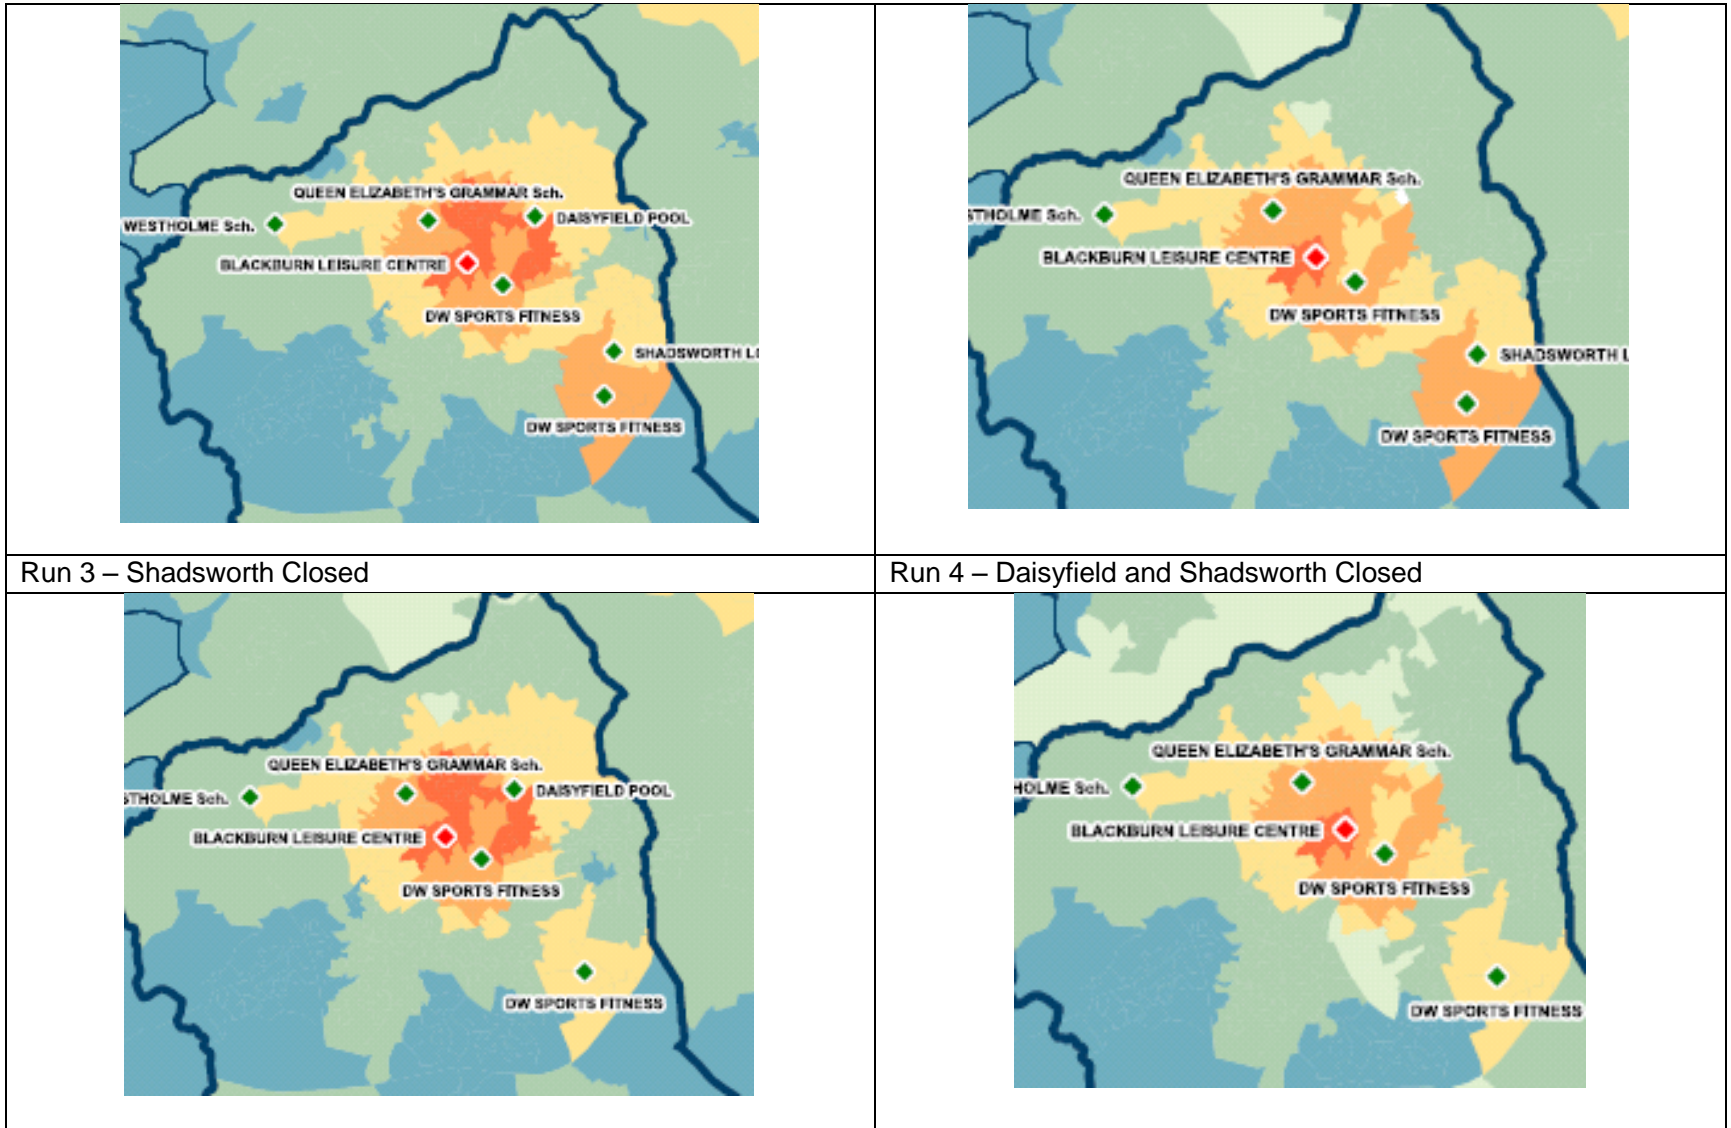 QUEEN ELIZABETH'S GRAMMAR Sch.
WESTHOLME Sch.
DAISYFIELD POOL
BLACKBURN LEISURE CENTRE
DW SPORTS FITNESS
SHADSWORTH L
DW SPORTS FITNESS
QUEEN ELIZABETH'S GRAMMAR Sch.
STHOLME Sch.
BLACKBURN LEISURE CENTRE
DW SPORTS FITNESS
SHADSWORTH L
DW SPORTS FITNESS
Run 3 – Shadsworth Closed
Run 4 – Daisyfield and Shadsworth Closed
QUEEN ELIZABETH'S GRAMMAR Sch.
STHOLME Sch.
DAISYFIELD POOL
BLACKBURN LEISURE CENTRE
DW SPORTS FITNESS
DW SPORTS FITNESS
QUEEN ELIZABETH'S GRAMMAR Sch.
HOLME Sch.
BLACKBURN LEISURE CENTRE
DW SPORTS FITNESS
DW SPORTS FITNESS